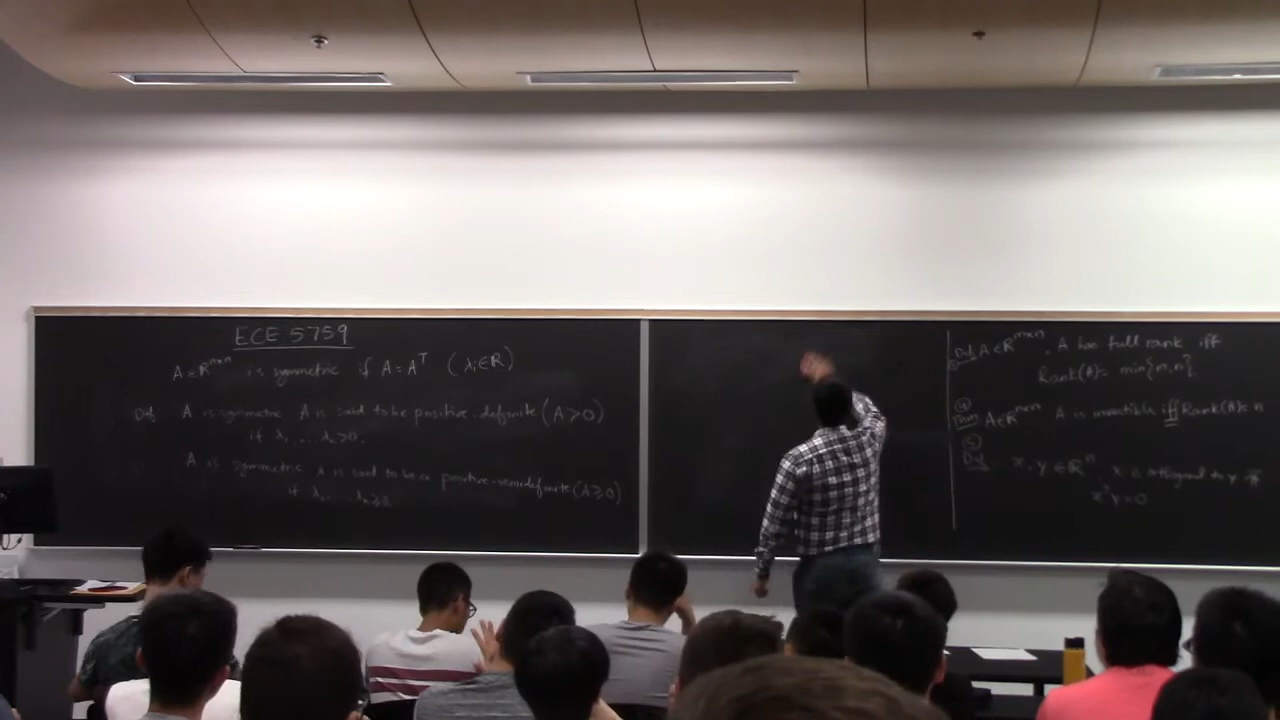 ECE 5759
A ∈ R^{n×n} is symmetric if A = A^T (λi ∈ R)
Def. A is symmetric A is said to be positive-definite (A > 0)
if λ1 ... λn > 0.
A is symmetric A is said to be a positive-semidefinite (A ≥ 0)
if λ1 ... λn ≥ 0
Def A ∈ R^{m×n}, A has full rank iff
Rank(A) = min{m,n}
④
Thm A ∈ R^{n×n} A is invertible iff Rank(A) = n
⑤
Def x, y ∈ R^n, x is orthogonal to y
x^T y = 0